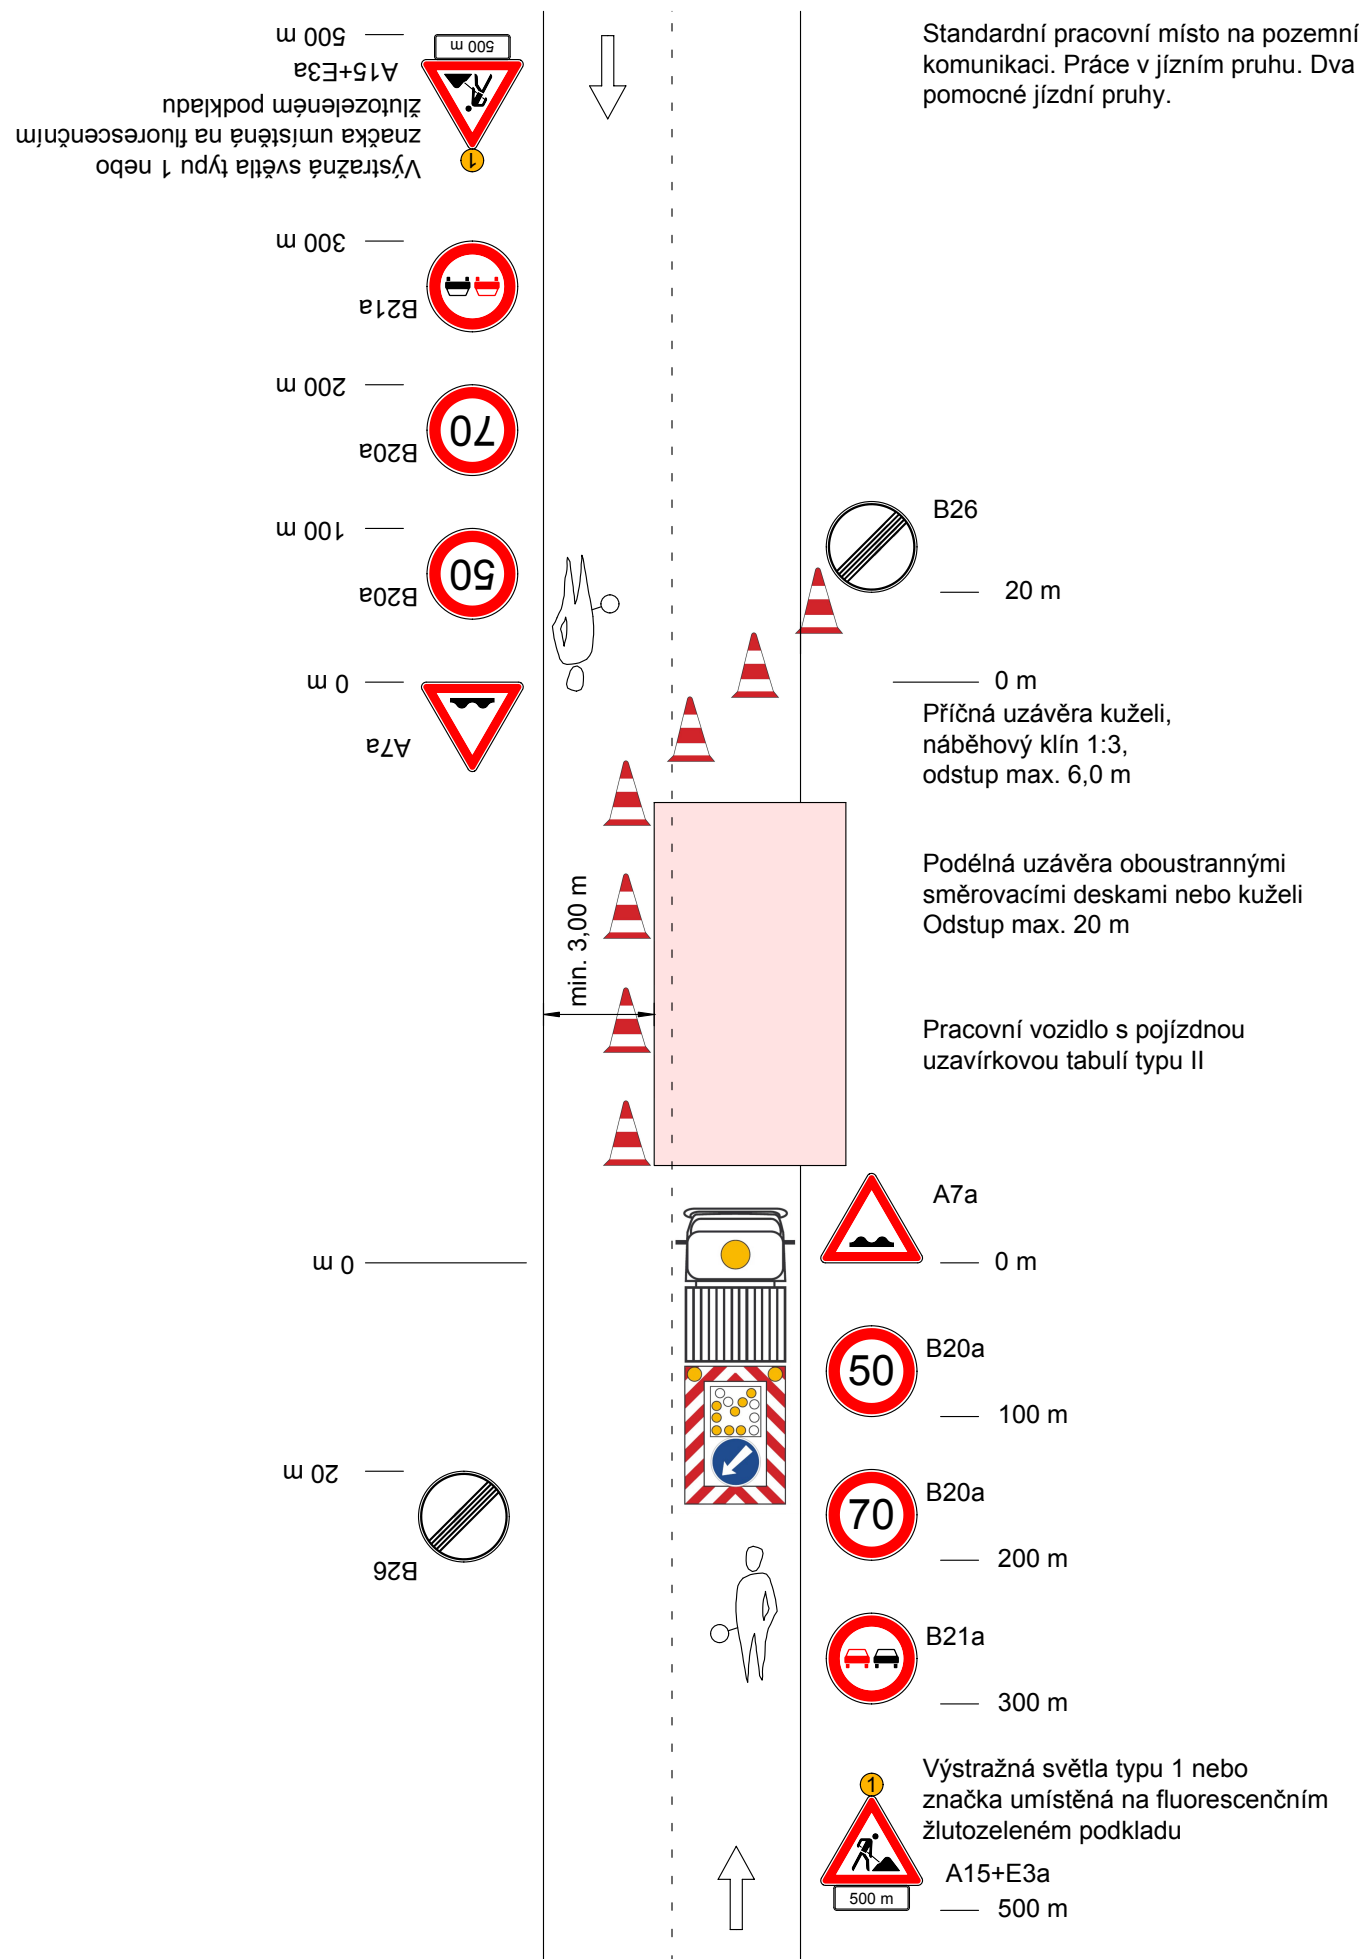 Standardní pracovní místo na pozemní
komunikaci. Práce v jízním pruhu. Dva
pomocné jízdní pruhy.
500 m
500 m
A15+E3a
Výstražná světla typu 1 nebo
značka umístěná na fluorescenčním
žlutozeleném podkladu
1
300 m
B21a
200 m
70
B20a
100 m
50
B20a
0 m
A7a
B26
20 m
0 m
Příčná uzávěra kuželi,
náběhový klín 1:3,
odstup max. 6,0 m
Podélná uzávěra oboustrannými
směrovacími deskami nebo kuželi
Odstup max. 20 m
min. 3,00 m
Pracovní vozidlo s pojízdnou
uzavírkovou tabulí typu II
A7a
0 m
0 m
50
B20a
100 m
20 m
B26
70
B20a
200 m
B21a
300 m
Výstražná světla typu 1 nebo
značka umístěná na fluorescenčním
žlutozeleném podkladu
1
A15+E3a
500 m
500 m